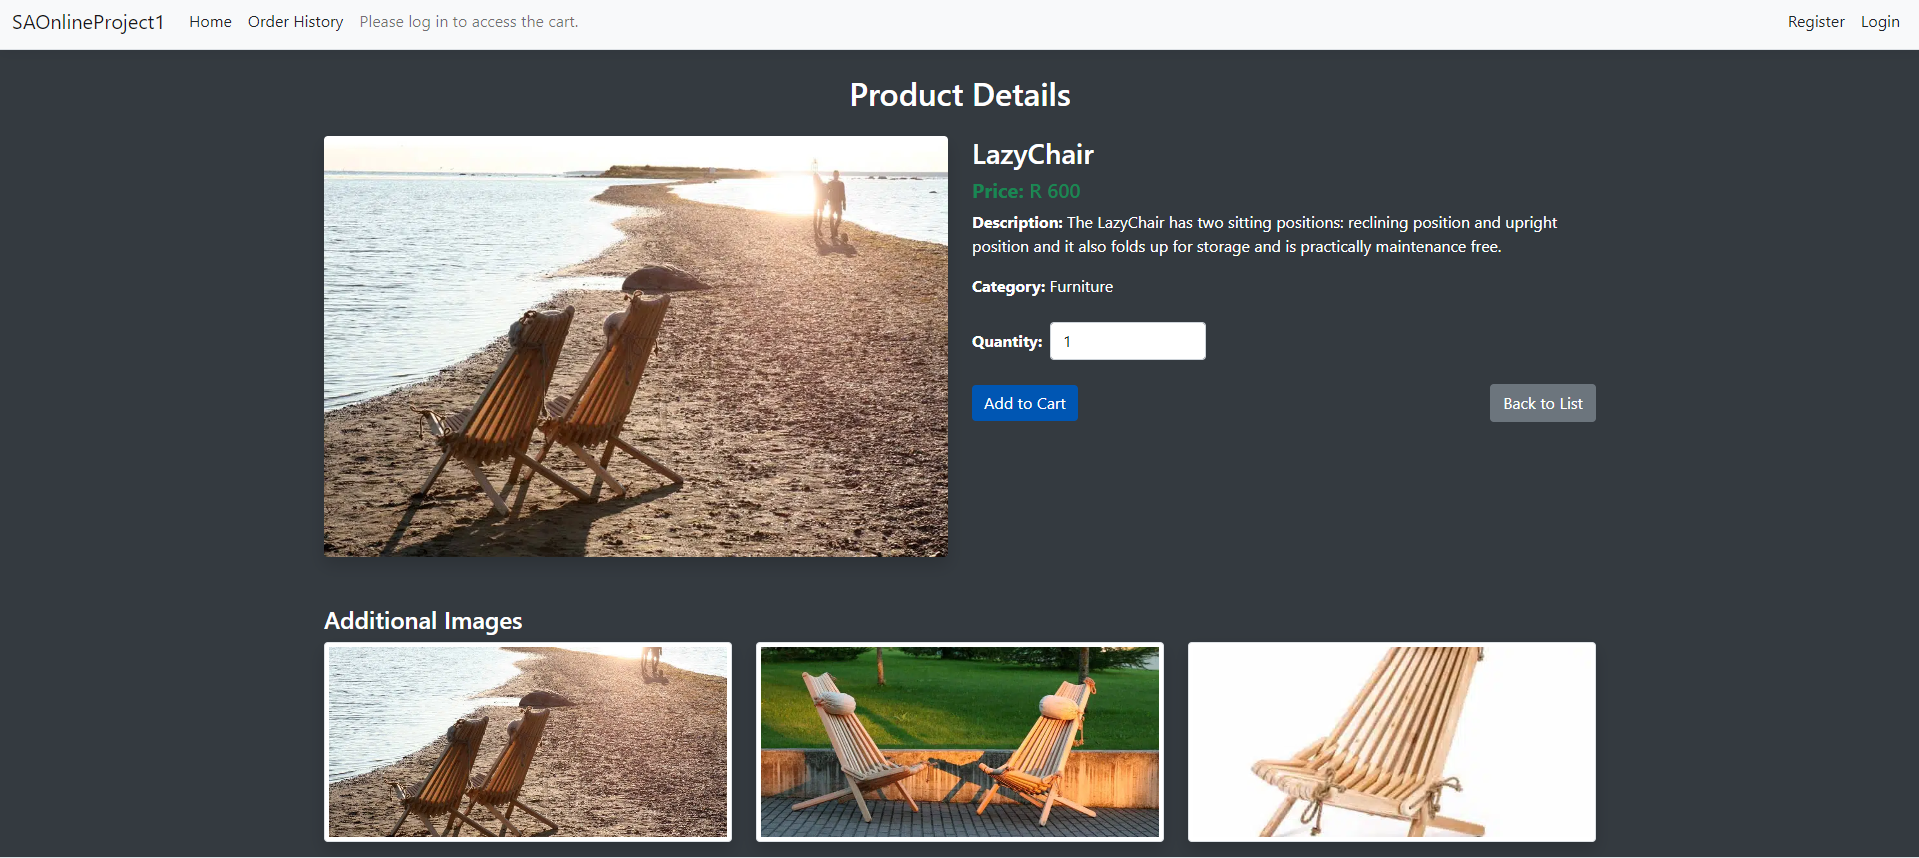 SAOnlineProject1 Home Order History Please log in to access the cart. Register Login
Product Details
LazyChair
Price: R 600
Description: The LazyChair has two sitting positions: reclining position and upright
position and it also folds up for storage and is practically maintenance free.
Category: Furniture
Quantity: 1
Add to Cart Back to List
Additional Images